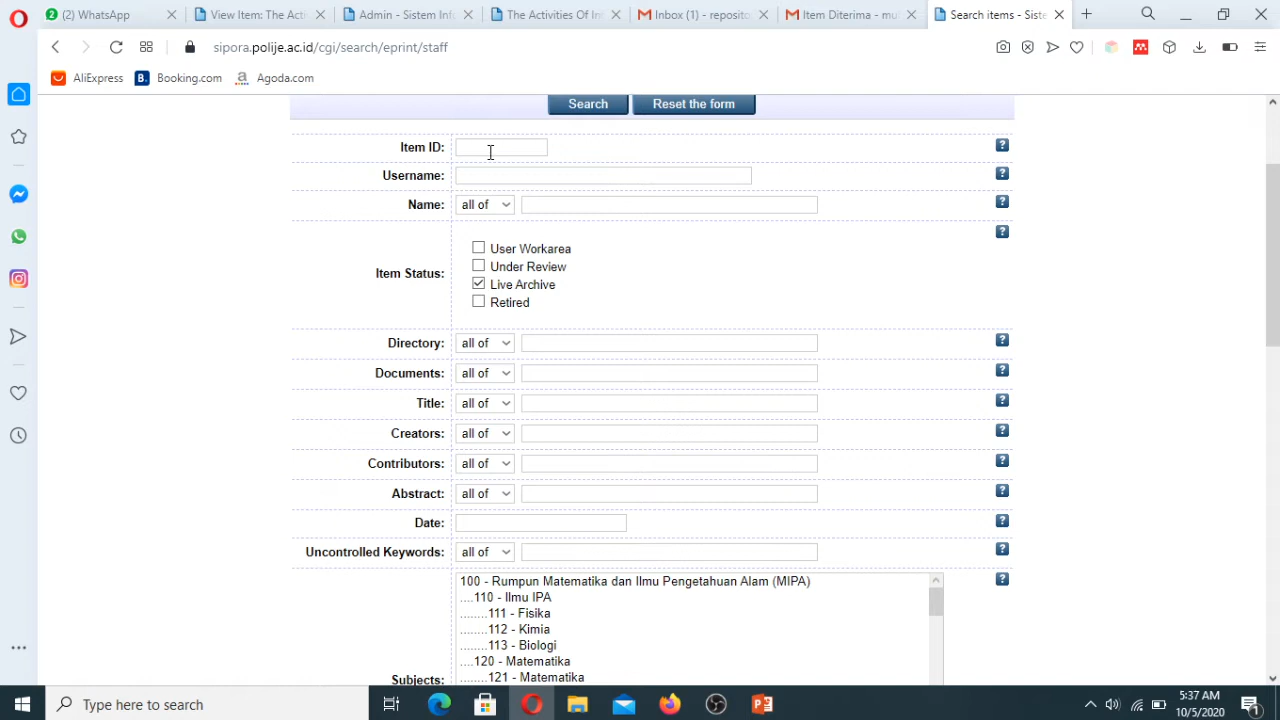 (2) WhatsApp
View Item: The Acti
Admin - Sistem Info
The Activities Of In
Inbox (1) - reposito
Item Diterima - mul
Search items - Siste
sipora.polije.ac.id/cgi/search/eprint/staff
AliExpress
Booking.com
Agoda.com
Search
Reset the form
Item ID:
Username:
Name: all of
Item Status:
User Workarea
Under Review
Live Archive
Retired
Directory: all of
Documents: all of
Title: all of
Creators: all of
Contributors: all of
Abstract: all of
Date:
Uncontrolled Keywords: all of
100 - Rumpun Matematika dan Ilmu Pengetahuan Alam (MIPA)
....110 - Ilmu IPA
........111 - Fisika
........112 - Kimia
........113 - Biologi
....120 - Matematika
........121 - Matematika
Subjects:
Type here to search
5:37 AM
10/5/2020